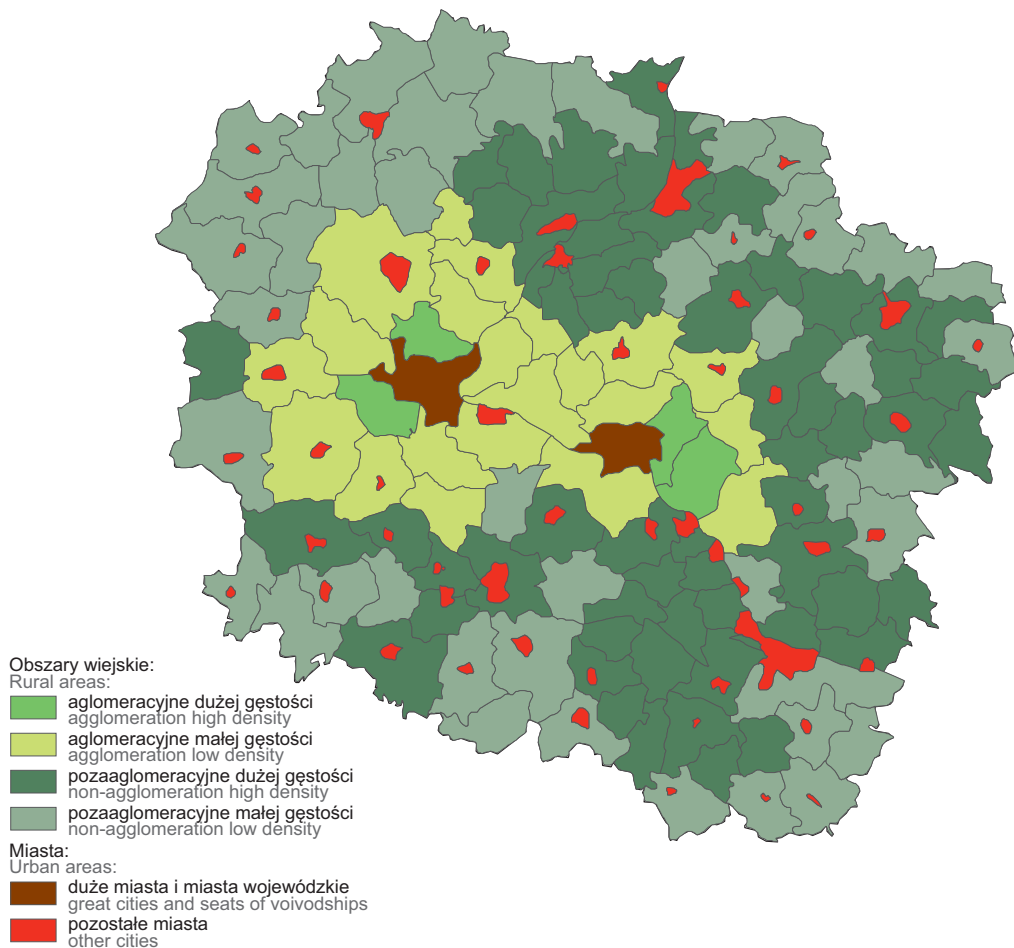 Obszary wiejskie:
Rural areas:
aglomeracyjne dużej gęstości
agglomeration high density
aglomeracyjne małej gęstości
agglomeration low density
pozaaglomeracyjne dużej gęstości
non-agglomeration high density
pozaaglomeracyjne małej gęstości
non-agglomeration low density
Miasta:
Urban areas:
duże miasta i miasta wojewódzkie
great cities and seats of voivodships
pozostałe miasta
other cities